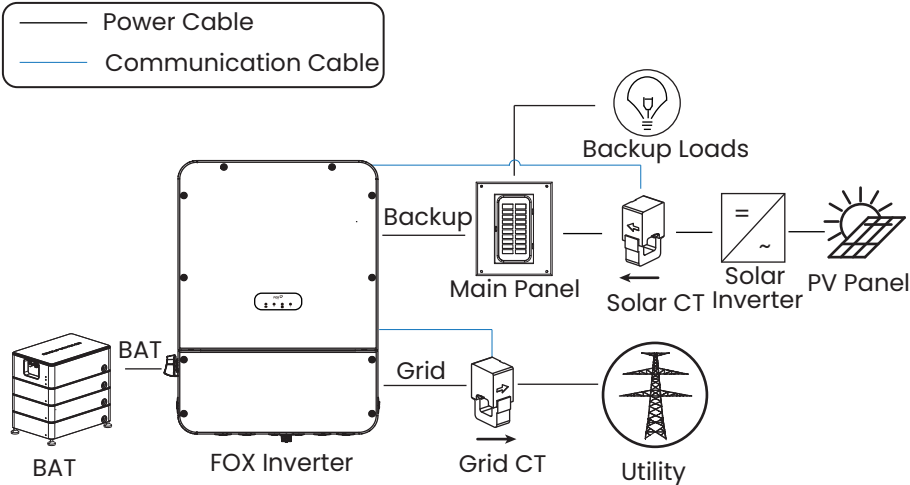 Power Cable
Communication Cable
Backup Loads
Backup
Main Panel
Solar CT
Solar
Inverter
PV Panel
BAT
Grid
BAT
FOX Inverter
Grid CT
Utility